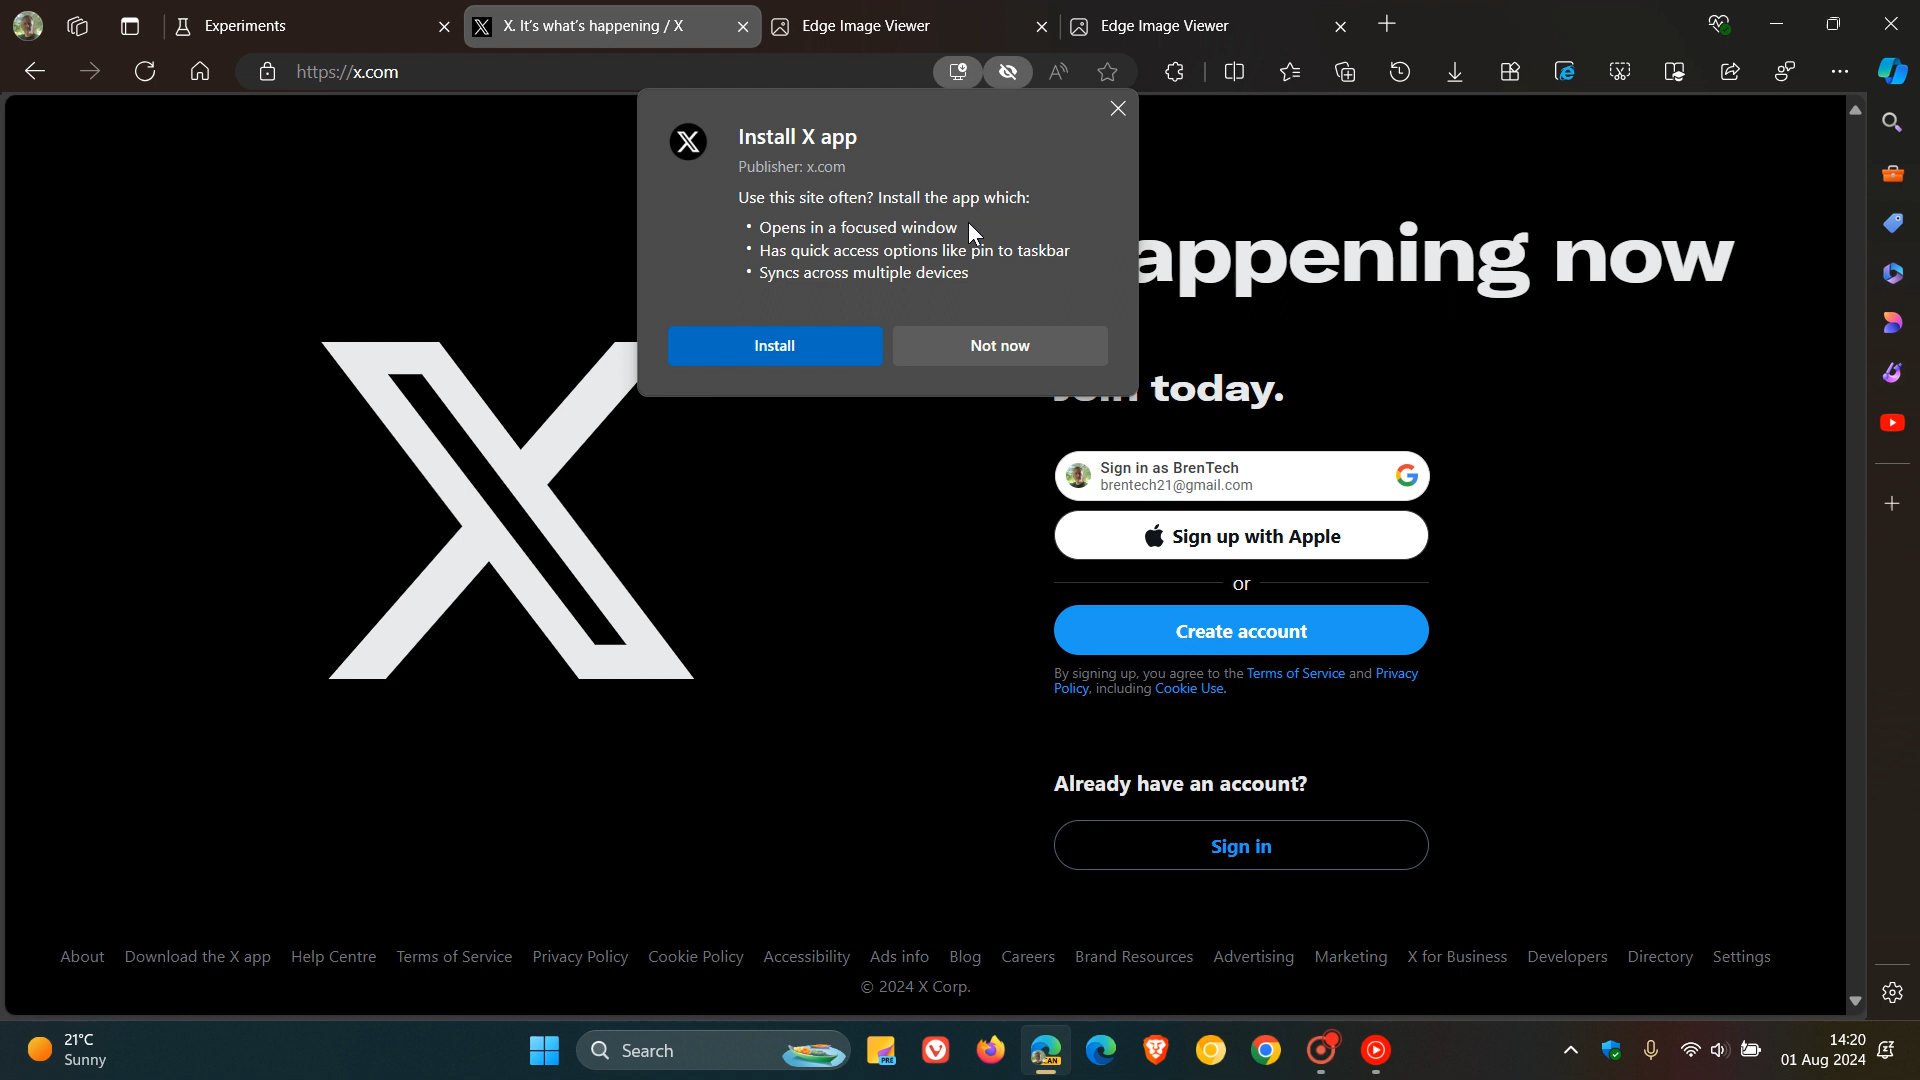 Experiments
X. It's what's happening / X
Edge Image Viewer
Edge Image Viewer
https://x.com
Install X app
Publisher: x.com
Use this site often? Install the app which:
• Opens in a focused window
• Has quick access options like pin to taskbar
• Syncs across multiple devices
Install
Not now
appening now
today.
Sign in as BrenTech
brentech21@gmail.com
Sign up with Apple
or
Create account
By signing up, you agree to the Terms of Service and Privacy
Policy, including Cookie Use.
Already have an account?
Sign in
About Download the X app Help Centre Terms of Service Privacy Policy Cookie Policy Accessibility Ads info Blog Careers Brand Resources Advertising Marketing X for Business Developers Directory Settings
© 2024 X Corp.
21°C
Sunny
Search
PRE
CAN
14:20
01 Aug 2024